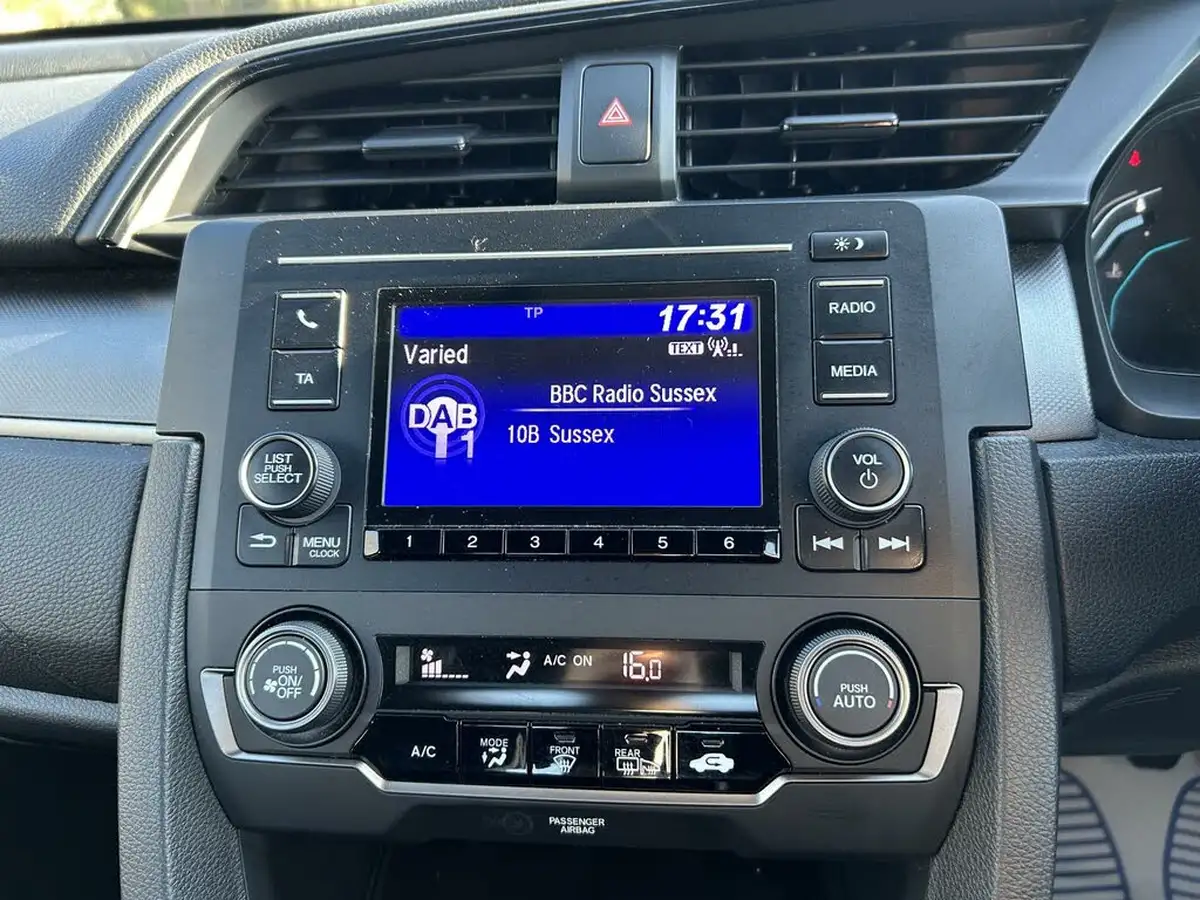 TP
17:31
Varied
TEXT
BBC Radio Sussex
DAB
1
10B Sussex
TA
RADIO
MEDIA
LIST
PUSH
SELECT
VOL
MENU
CLOCK
1 2 3 4 5 6
PUSH
ON/
OFF
A/C ON
16.0
PUSH
AUTO
A/C
MODE
FRONT
REAR
PASSENGER
AIRBAG